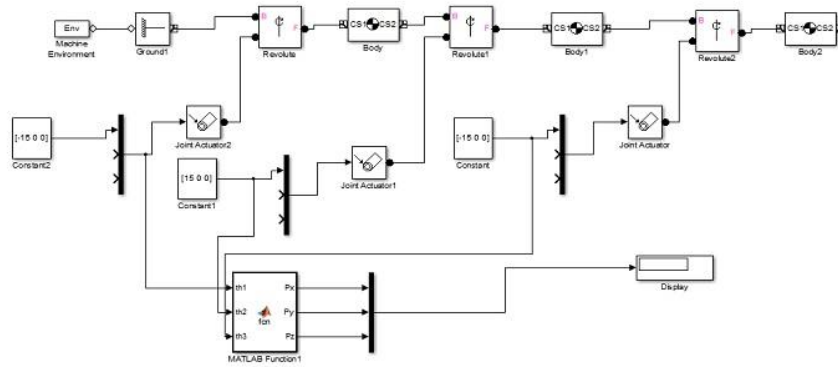 Env
Machine
Environment
Ground1
B
F
Revolute
CS1 CS2
Body
B
F
Revolute1
CS1 CS2
Body1
B
F
Revolute2
CS1 CS2
Body2
[-15 0 0]
Constant2
Joint Actuator2
[15 0 0]
Constant1
Joint Actuator1
[-15 0 0]
Constant
Joint Actuator
th1
th2
th3
fcn
Px
Py
Pz
MATLAB Function1
Display